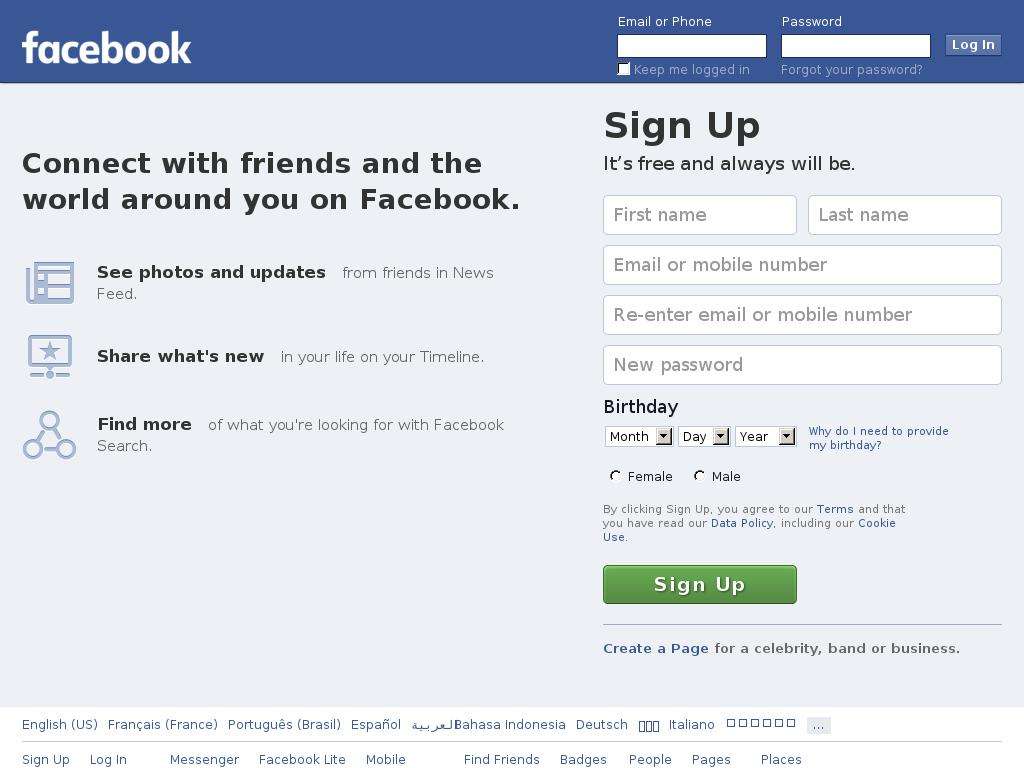 facebook
Email or Phone
Password
Log In
Keep me logged in
Forgot your password?
Connect with friends and the
world around you on Facebook.
See photos and updates from friends in News
Feed.
Share what's new in your life on your Timeline.
Find more of what you're looking for with Facebook
Search.
Sign Up
It’s free and always will be.
First name
Last name
Email or mobile number
Re-enter email or mobile number
New password
Birthday
Month Day Year
Why do I need to provide
my birthday?
Female Male
By clicking Sign Up, you agree to our Terms and that
you have read our Data Policy, including our Cookie
Use.
Sign Up
Create a Page for a celebrity, band or business.
English (US) Français (France) Português (Brasil) Español العربية Bahasa Indonesia Deutsch Italiano ...
Sign Up Log In Messenger Facebook Lite Mobile Find Friends Badges People Pages Places